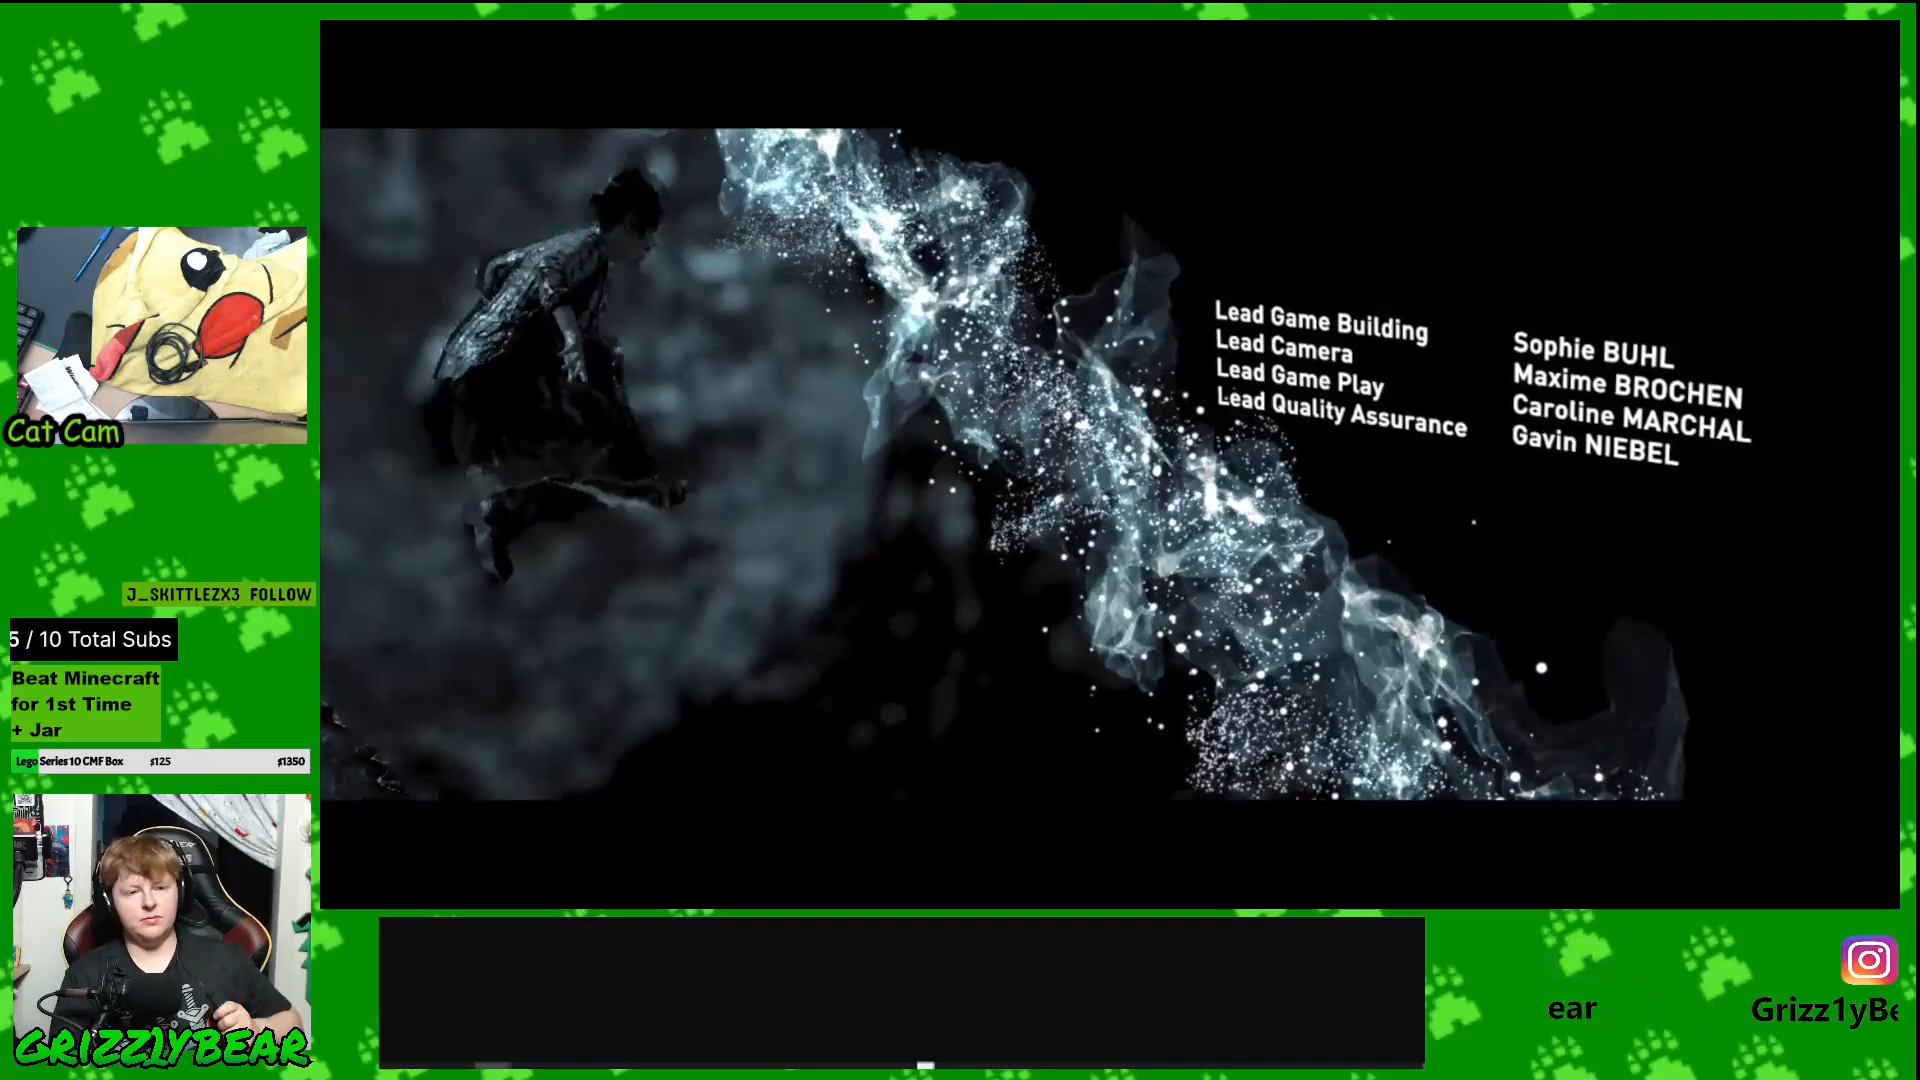 Lead Game Building
Lead Camera
Lead Game Play
Lead Quality Assurance
Sophie BUHL
Maxime BROCHEN
Caroline MARCHAL
Gavin NIEBEL
Cat Cam
J_SKITTLEZX3 FOLLOW
5 / 10 Total Subs
Beat Minecraft
for 1st Time
+ Jar
Lego Series 10 CMF Box $125 $1350
GRIZZ1YBEAR
ear
Grizz1yBe